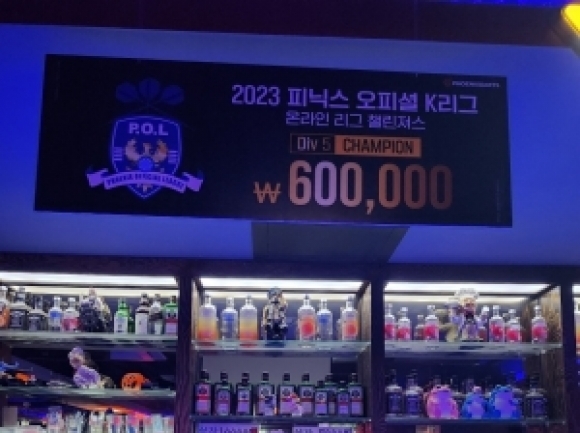 PHOENIXDARTS
2023 피닉스 오피셜 K리그
온라인 리그 챌린저스
Div 5 CHAMPION
₩ 600,000
P.O.L
PHOENIX OFFICIAL LEAGUE